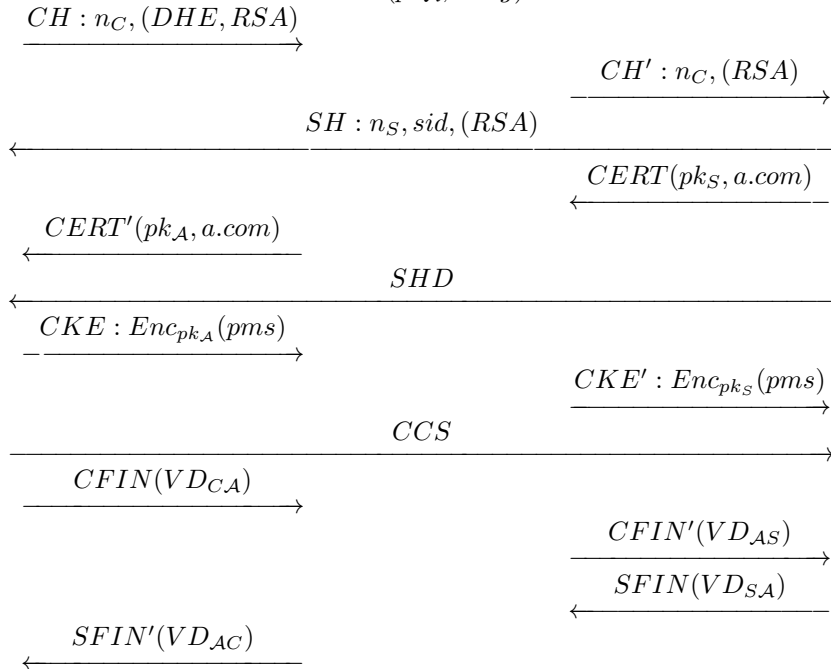 CH : n_C, (DHE, RSA)
CH' : n_C, (RSA)
SH : n_S, sid, (RSA)
CERT(pk_S, a.com)
CERT'(pk_𝒜, a.com)
SHD
CKE : Enc_{pk_𝒜}(pms)
CKE' : Enc_{pk_S}(pms)
CCS
CFIN(VD_{C𝒜})
CFIN'(VD_{𝒜S})
SFIN(VD_{S𝒜})
SFIN'(VD_{𝒜C})